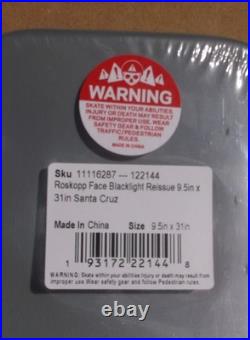 WARNING
SKATE WITHIN YOUR ABILITIES.
INJURY OR DEATH MAY RESULT
FROM IMPROPER USE. WEAR
SAFETY GEAR & FOLLOW
TRAFFIC/PEDESTRIAN
RULES.
MADE IN CHINA
Sku 11116287 --- 122144
Roskopp Face Blacklight Reissue 9.5in x
31in Santa Cruz
Made In China Size 9.5in x 31in
1 93172 22144 8
WARNING: Skate within your abilities injury or death may result from
improper use Wear safety gear and follow Pedestrian rules.